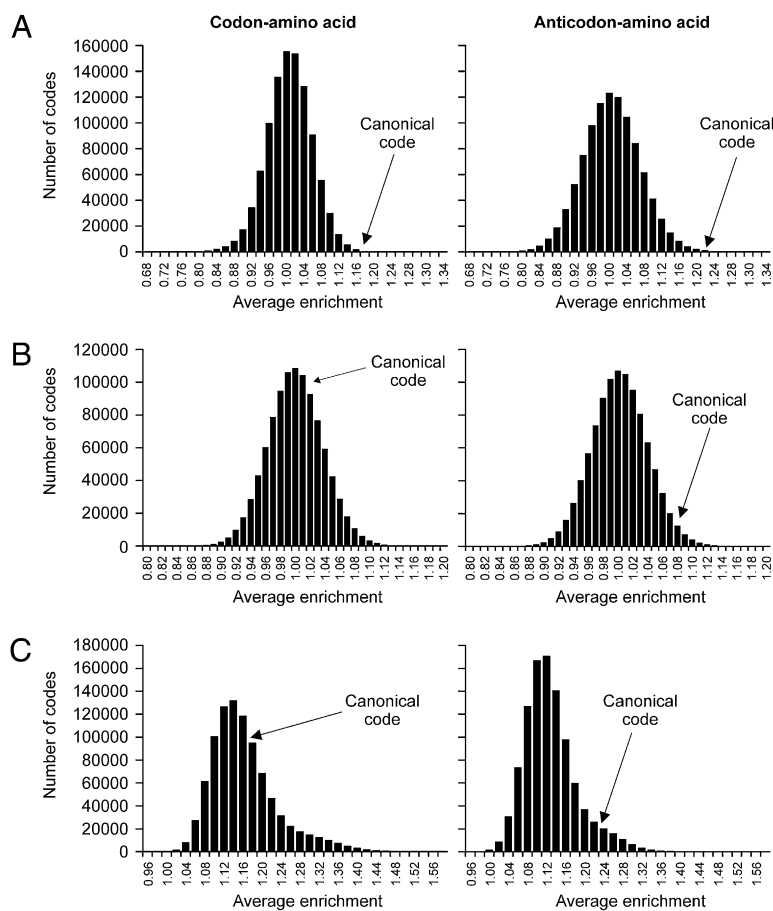 Codon-amino acid
Anticodon-amino acid
A
160000
140000
120000
100000
80000
60000
40000
20000
0
Number of codes
Canonical
code
Canonical
code
0.68 0.72 0.76 0.80 0.84 0.88 0.92 0.96 1.00 1.04 1.08 1.12 1.16 1.20 1.24 1.28 1.30 1.34
0.68 0.72 0.76 0.80 0.84 0.88 0.92 0.96 1.00 1.04 1.08 1.12 1.16 1.20 1.24 1.28 1.30 1.34
Average enrichment
Average enrichment
B
120000
100000
80000
60000
40000
20000
0
Number of codes
Canonical
code
Canonical
code
0.80 0.82 0.84 0.86 0.88 0.90 0.92 0.94 0.96 0.98 1.00 1.02 1.04 1.06 1.08 1.10 1.12 1.14 1.16 1.18 1.20
0.80 0.82 0.84 0.86 0.88 0.90 0.92 0.94 0.96 0.98 1.00 1.02 1.04 1.06 1.08 1.10 1.12 1.14 1.16 1.18 1.20
Average enrichment
Average enrichment
C
180000
160000
140000
120000
100000
80000
60000
40000
20000
0
Number of codes
Canonical
code
Canonical
code
0.96 1.00 1.04 1.08 1.12 1.16 1.20 1.24 1.28 1.32 1.36 1.40 1.44 1.48 1.52 1.56
0.96 1.00 1.04 1.08 1.12 1.16 1.20 1.24 1.28 1.32 1.36 1.40 1.44 1.48 1.52 1.56
Average enrichment
Average enrichment